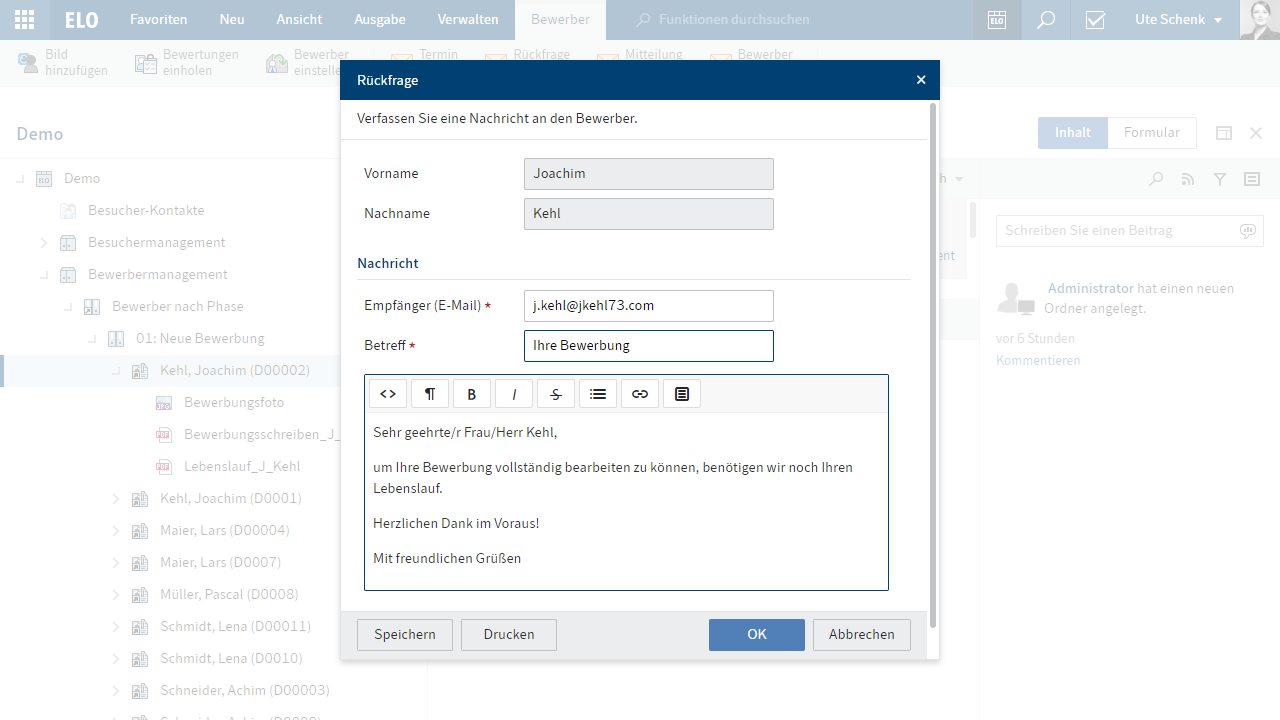 ELO Favoriten Neu Ansicht Ausgabe Verwalten Bewerber Funktionen durchsuchen ELO Ute Schenk
Bild hinzufügen
Bewertungen einholen
Bewerber
Termin
Rückfrage
Mitteilung
Bewerber
Rückfrage
Verfassen Sie eine Nachricht an den Bewerber.
Vorname Joachim
Nachname Kehl
Nachricht
Empfänger (E-Mail) * j.kehl@jkehl73.com
Betreff * Ihre Bewerbung
B I S
Sehr geehrte/r Frau/Herr Kehl,
um Ihre Bewerbung vollständig bearbeiten zu können, benötigen wir noch Ihren
Lebenslauf.
Herzlichen Dank im Voraus!
Mit freundlichen Grüßen
Speichern Drucken OK Abbrechen
Demo
ELO Demo
Besucher-Kontakte
Besuchermanagement
Bewerbermanagement
Bewerber nach Phase
01: Neue Bewerbung
Kehl, Joachim (D00002)
JPG Bewerbungsfoto
PDF Bewerbungsschreiben_J_
PDF Lebenslauf_J_Kehl
Kehl, Joachim (D0001)
Maier, Lars (D00004)
Maier, Lars (D0007)
Müller, Pascal (D0008)
Schmidt, Lena (D00011)
Schmidt, Lena (D0010)
Schneider, Achim (D00003)
Inhalt Formular
Schreiben Sie einen Beitrag
Administrator hat einen neuen
Ordner angelegt.
vor 6 Stunden
Kommentieren